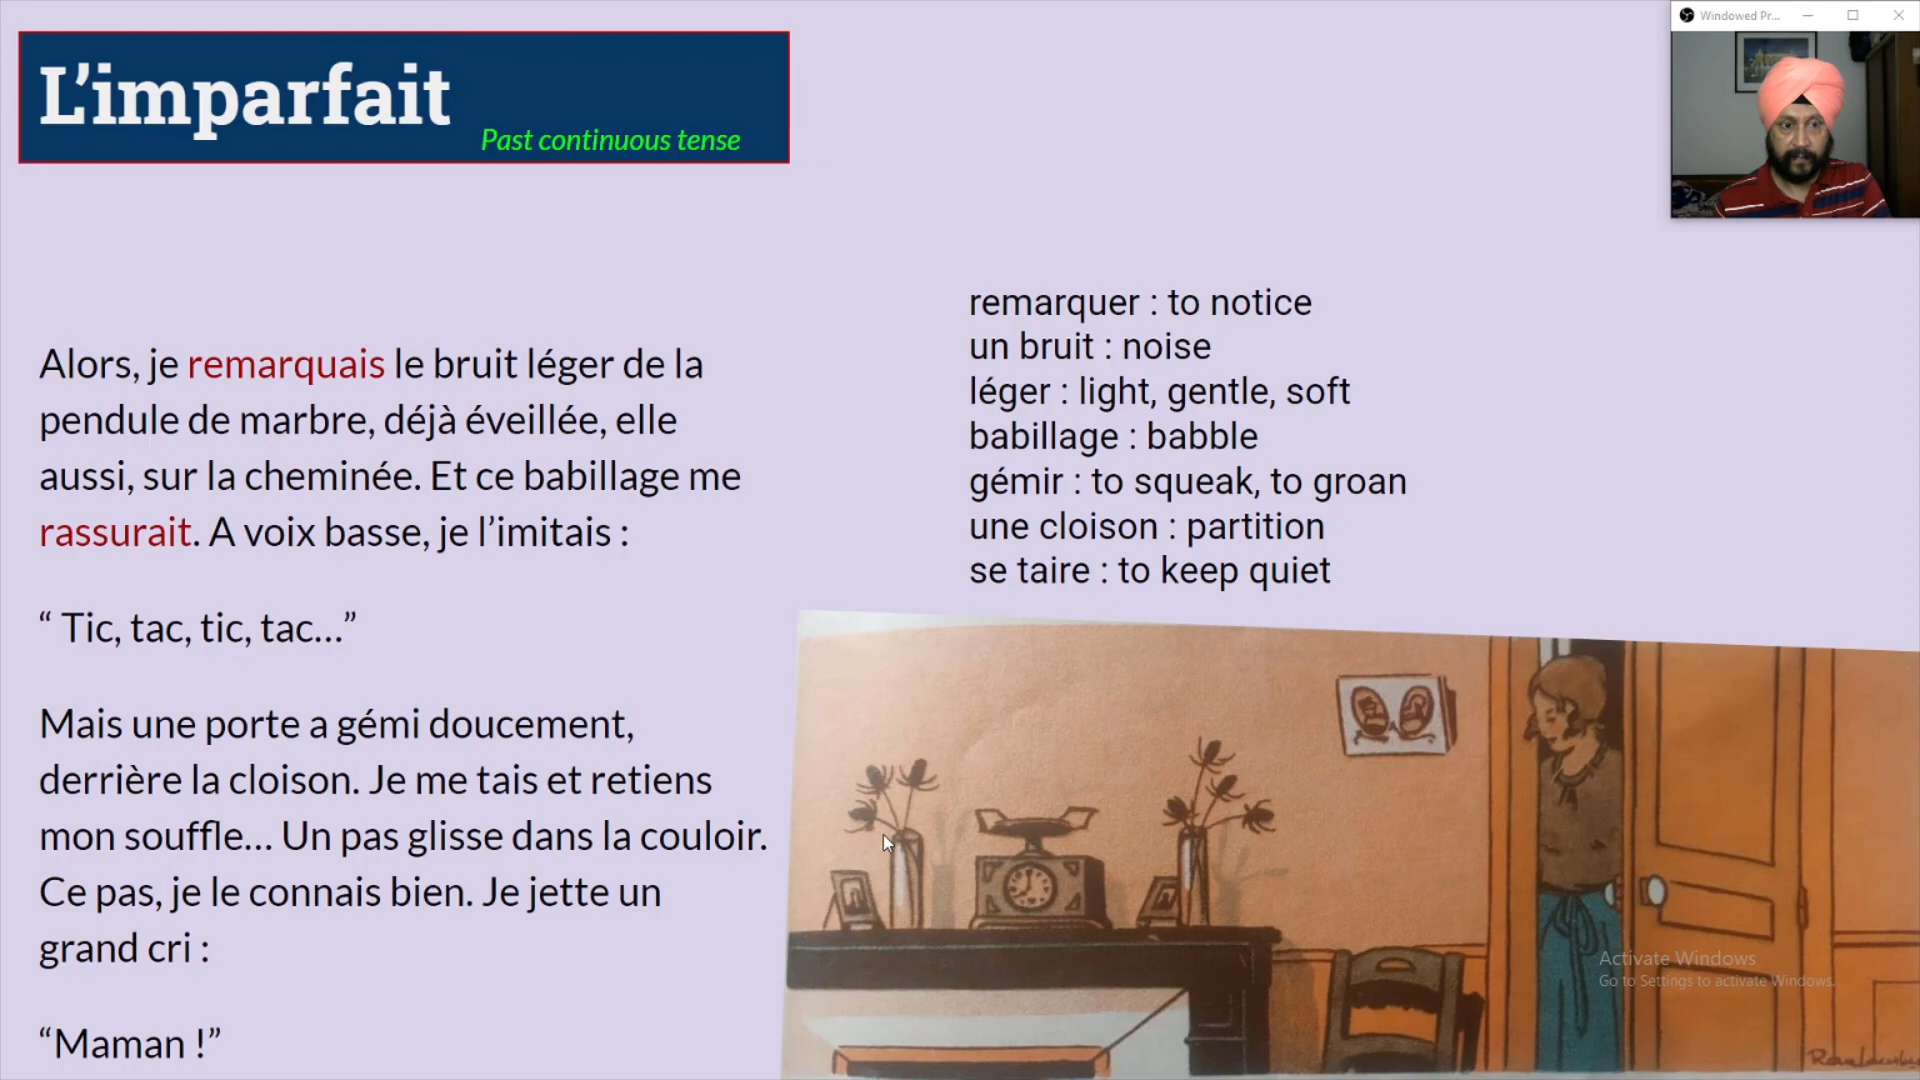 L'imparfait
Past continuous tense
Windowed Pr...
Alors, je remarquais le bruit léger de la
pendule de marbre, déjà éveillée, elle
aussi, sur la cheminée. Et ce babillage me
rassurait. A voix basse, je l’imitais :
“ Tic, tac, tic, tac...”
Mais une porte a gémi doucement,
derrière la cloison. Je me tais et retiens
mon souffle... Un pas glisse dans la couloir.
Ce pas, je le connais bien. Je jette un
grand cri :
“Maman !”
remarquer : to notice
un bruit : noise
léger : light, gentle, soft
babillage : babble
gémir : to squeak, to groan
une cloison : partition
se taire : to keep quiet
Activate Windows
Go to Settings to activate Windows.